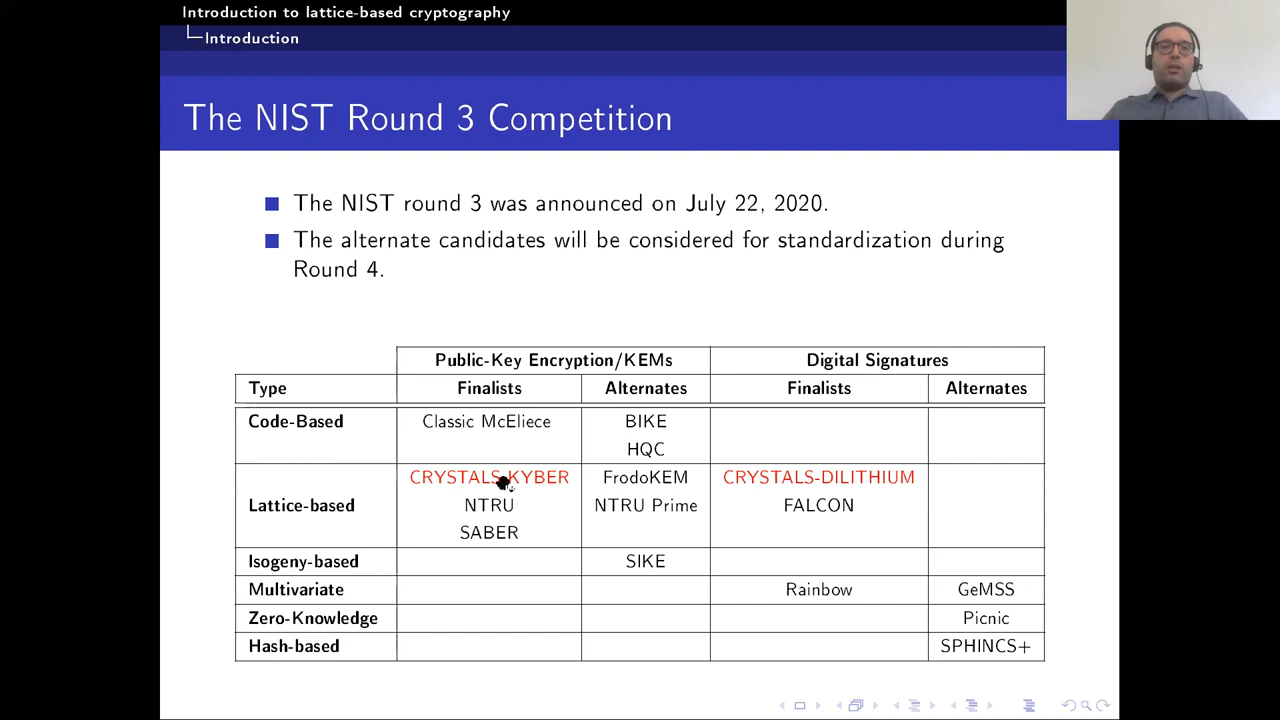 Introduction to lattice-based cryptography
Introduction
The NIST Round 3 Competition
The NIST round 3 was announced on July 22, 2020.
The alternate candidates will be considered for standardization during
Round 4.
Public-Key Encryption/KEMs Digital Signatures
Type Finalists Alternates Finalists Alternates
Code-Based Classic McEliece BIKE
HQC
CRYSTALS-KYBER FrodoKEM CRYSTALS-DILITHIUM
Lattice-based NTRU NTRU Prime FALCON
SABER
Isogeny-based SIKE
Multivariate Rainbow GeMSS
Zero-Knowledge Picnic
Hash-based SPHINCS+